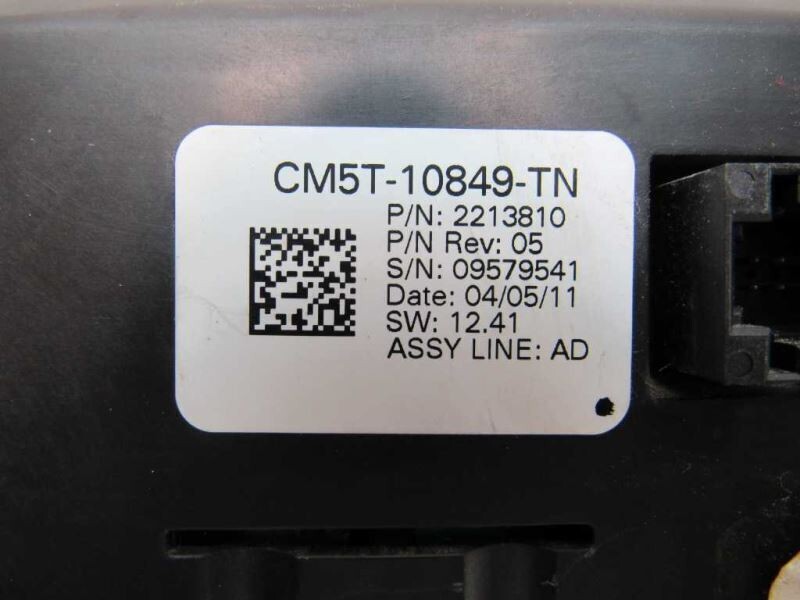 CM5T-10849-TN
P/N: 2213810
P/N Rev: 05
S/N: 09579541
Date: 04/05/11
SW: 12.41
ASSY LINE: AD